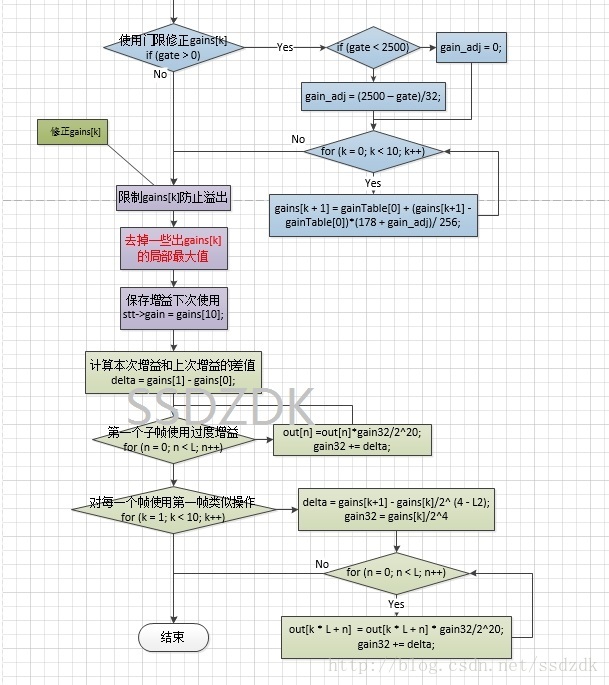 使用门限修正gains[k]
if (gate > 0)
Yes
if (gate < 2500)
gain_adj = 0;
No
gain_adj = (2500 – gate)/32;
修正gains[k]
No
for (k = 0; k < 10; k++)
Yes
限制gains[k]防止溢出
gains[k + 1] = gainTable[0] + (gains[k+1] -
gainTable[0])*(178 + gain_adj)/ 256;
去掉一些出gains[k]
的局部最大值
保存增益下次使用
stt->gain = gains[10];
计算本次增益和上次增益的差值
delta = gains[1] - gains[0];
SSDZDK
第一个子帧使用过度增益
for (n = 0; n < L; n++)
out[n] =out[n]*gain32/2^20;
gain32 += delta;
对每一个帧使用第一帧类似操作
for (k = 1; k < 10; k++)
delta = gains[k+1] - gains[k]/2^ (4 - L2);
gain32 = gains[k]/2^4
No
for (n = 0; n < L; n++)
Yes
out[k * L + n] = out[k * L + n] * gain32/2^20;
gain32 += delta;
结束
http://blog.csdn.net/ssdzdk